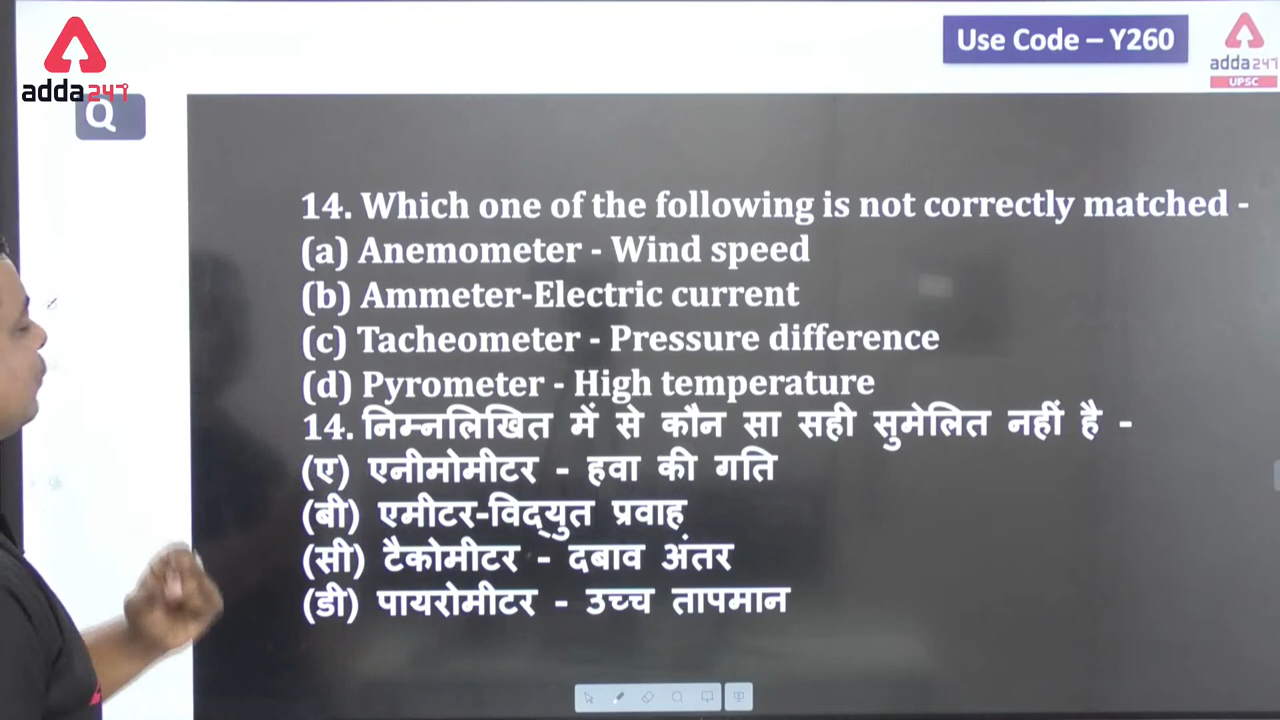 adda247
Use Code – Y260
adda247
UPSC
Q
14. Which one of the following is not correctly matched -
(a) Anemometer - Wind speed
(b) Ammeter-Electric current
(c) Tacheometer - Pressure difference
(d) Pyrometer - High temperature
14. निम्नलिखित में से कौन सा सही सुमेलित नहीं है -
(ए) एनीमोमीटर - हवा की गति
(बी) एमीटर-विद्युत प्रवाह
(सी) टैकोमीटर - दबाव अंतर
(डी) पायरोमीटर - उच्च तापमान